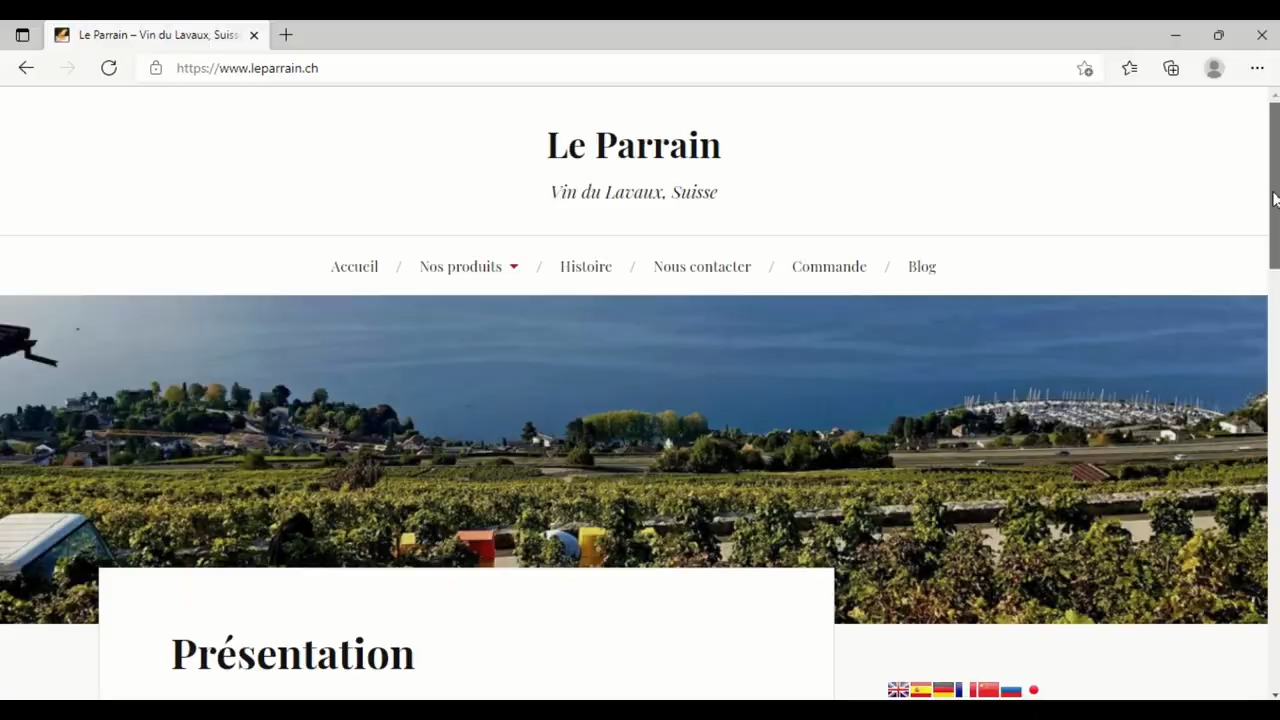 Le Parrain – Vin du Lavaux, Suiss
https://www.leparrain.ch
Le Parrain
Vin du Lavaux, Suisse
Accueil / Nos produits / Histoire / Nous contacter / Commande / Blog
Présentation